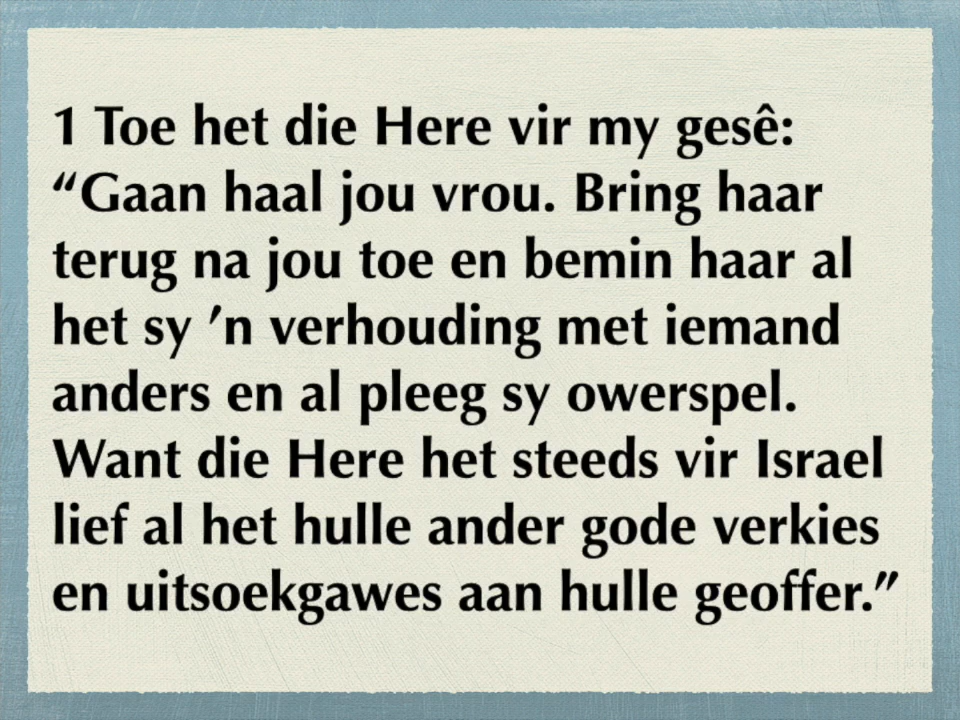 1 Toe het die Here vir my gesê:
“Gaan haal jou vrou. Bring haar
terug na jou toe en bemin haar al
het sy ’n verhouding met iemand
anders en al pleeg sy owerspel.
Want die Here het steeds vir Israel
lief al het hulle ander gode verkies
en uitsoekgawes aan hulle geoffer.”